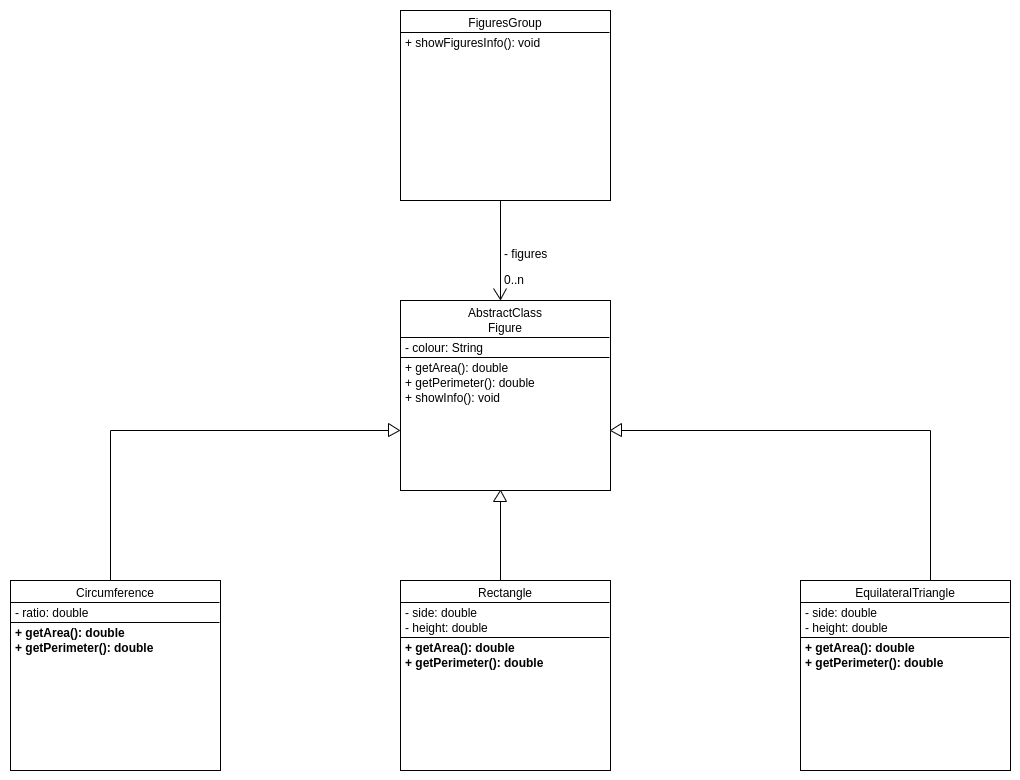 FiguresGroup
+ showFiguresInfo(): void
- figures
0..n
AbstractClass
Figure
- colour: String
+ getArea(): double
+ getPerimeter(): double
+ showInfo(): void
Circumference
- ratio: double
+ getArea(): double
+ getPerimeter(): double
Rectangle
- side: double
- height: double
+ getArea(): double
+ getPerimeter(): double
EquilateralTriangle
- side: double
- height: double
+ getArea(): double
+ getPerimeter(): double